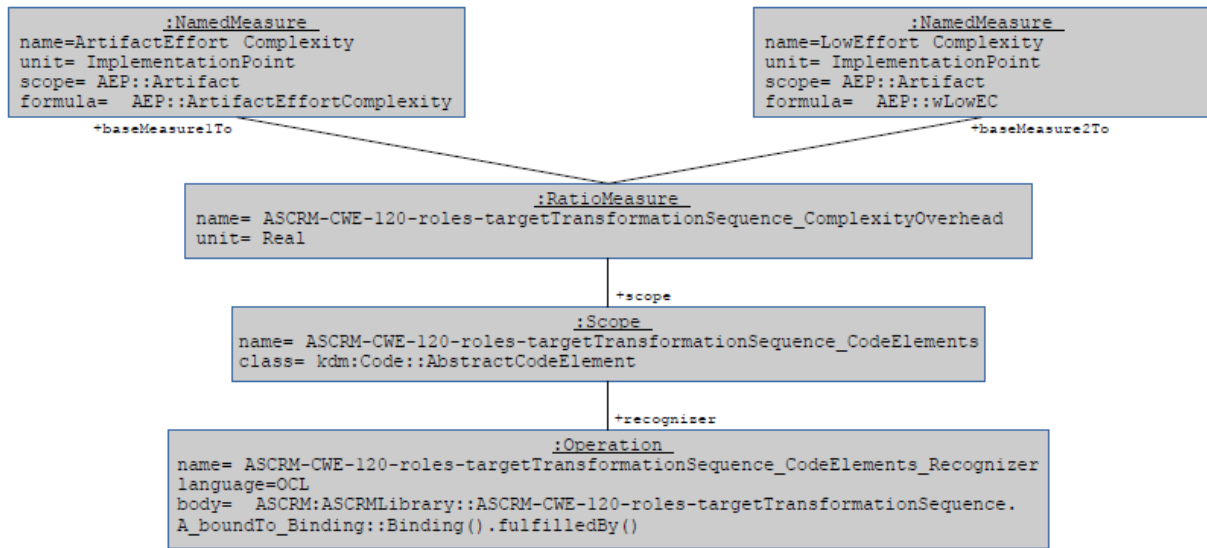 :NamedMeasure
name=ArtifactEffort Complexity
unit= ImplementationPoint
scope= AEP::Artifact
formula=  AEP::ArtifactEffortComplexity
:NamedMeasure
name=LowEffort Complexity
unit= ImplementationPoint
scope= AEP::Artifact
formula=  AEP::wLowEC
+baseMeasure1To
+baseMeasure2To
:RatioMeasure
name= ASCRM-CWE-120-roles-targetTransformationSequence_ComplexityOverhead
unit= Real
+scope
:Scope
name= ASCRM-CWE-120-roles-targetTransformationSequence_CodeElements
class= kdm:Code::AbstractCodeElement
+recogniser
:Operation
name= ASCRM-CWE-120-roles-targetTransformationSequence_CodeElements_Recognizer
language=OCL
body=  ASCRM:ASCRMLibrary::ASCRM-CWE-120-roles-targetTransformationSequence.
A_boundTo_Binding::Binding().fulfilledBy()